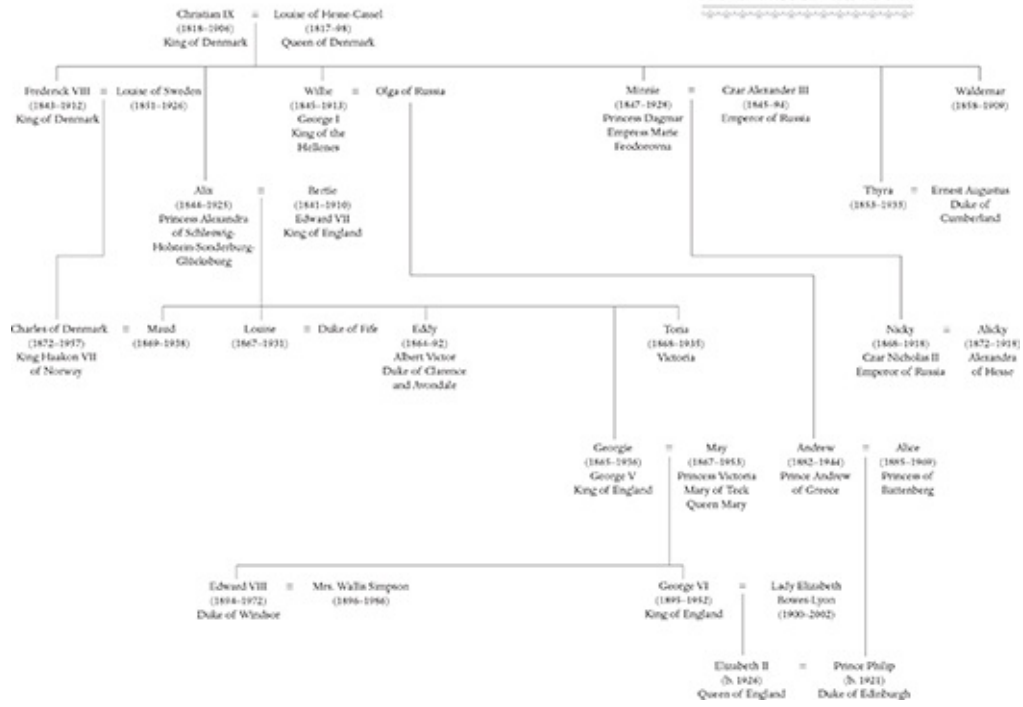 Christian IX = Louise of Hesse-Cassel
(1818–1906) (1817–98)
King of Denmark Queen of Denmark
Frederick VIII = Louise of Sweden
(1843–1912) (1851–1926)
King of Denmark
Willie = Olga of Russia
(1845–1913)
George I
King of the
Hellenes
Minnie = Czar Alexander III
(1847–1928) (1845–94)
Princess Dagmar Emperor of Russia
Empress Marie
Feodorovna
Waldemar
(1858–1909)
Alix = Bertie
(1844–1925) (1841–1910)
Princess Alexandra Edward VII
of Schleswig- King of England
Holstein-Sonderburg-
Glücksburg
Thyra = Ernest Augustus
(1853–1933) Duke of
Cumberland
Charles of Denmark = Maud
(1872–1957) (1869–1938)
King Haakon VII
of Norway
Louise = Duke of Fife
(1867–1931)
Eddy
(1864–92)
Albert Victor
Duke of Clarence
and Avondale
Toria
(1868–1935)
Victoria
Nicky = Alicky
(1868–1918) (1872–1918)
Czar Nicholas II Alexandra
Emperor of Russia of Hesse
Georgie = May
(1865–1936) (1867–1953)
George V Princess Victoria
King of England Mary of Teck
Queen Mary
Andrew = Alice
(1882–1944) (1885–1969)
Prince Andrew Princess of
of Greece Battenberg
Edward VIII = Mrs. Wallis Simpson
(1894–1972) (1896–1986)
Duke of Windsor
George VI = Lady Elizabeth
(1895–1952) Bowes-Lyon
King of England (1900–2002)
Elizabeth II = Prince Philip
(b. 1926) (b. 1921)
Queen of England Duke of Edinburgh